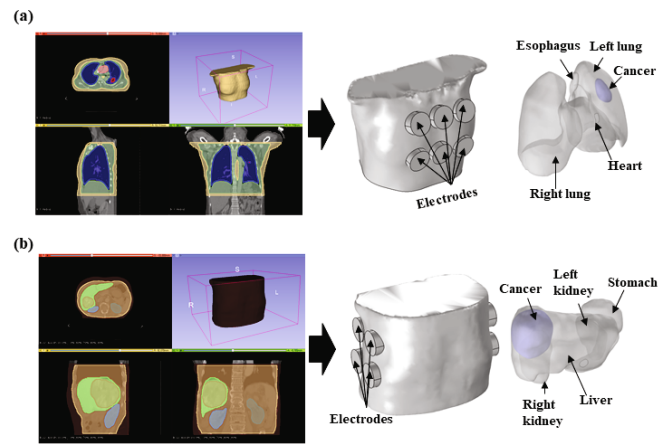 (a)
Esophagus
Left lung
Cancer
Heart
Right lung
Electrodes
(b)
S
L
R
Cancer
Left
kidney
Stomach
Liver
Right
kidney
Electrodes